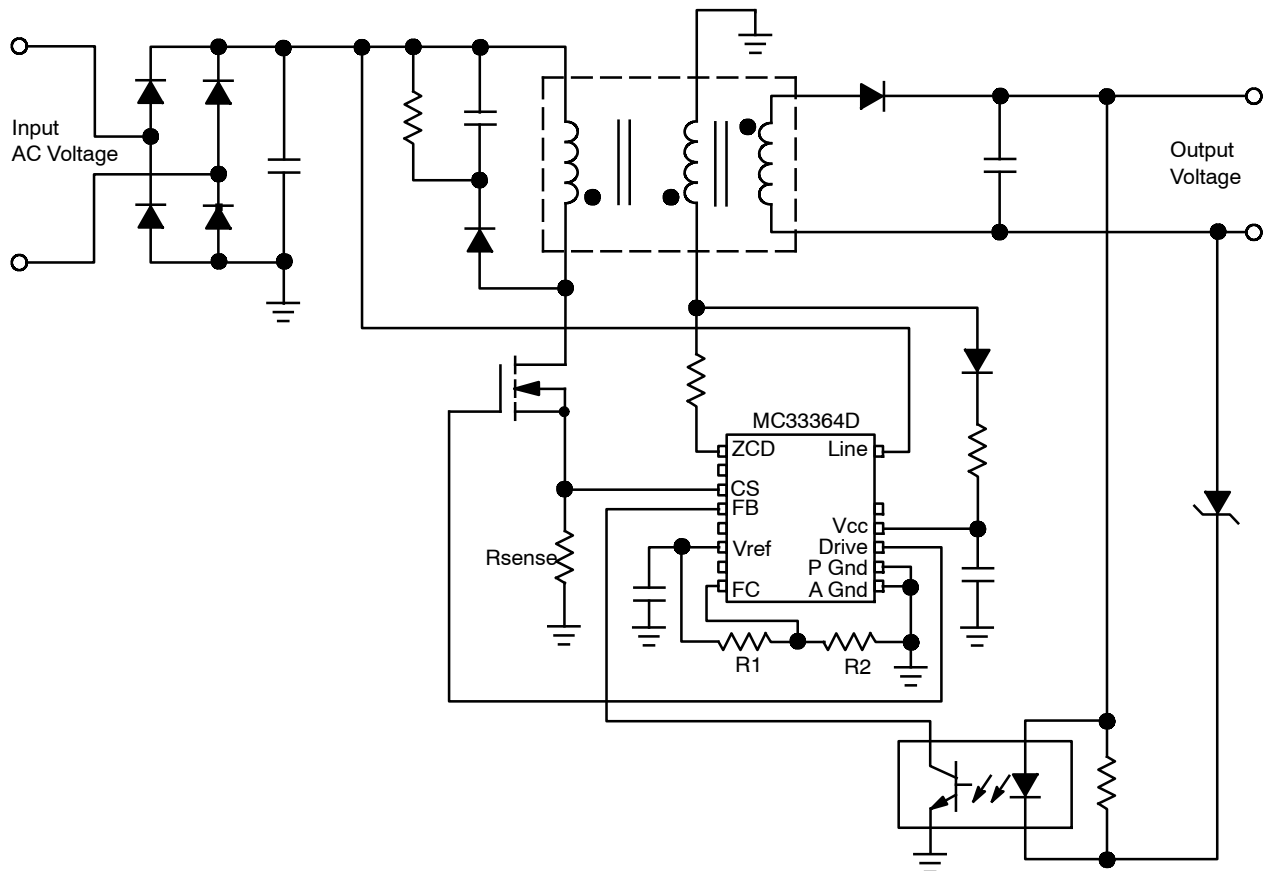 Input
AC Voltage
Output
Voltage
MC33364D
ZCD
Line
CS
FB
Vcc
Rsense
Vref
Drive
P Gnd
FC
A Gnd
R1
R2